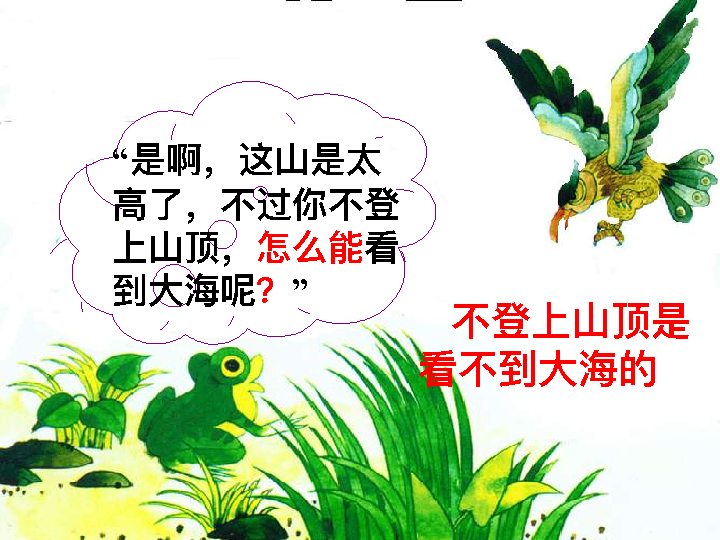 “是啊，这山是太
高了，不过你不登
上山顶，怎么能看
到大海呢？”
不登上山顶是
看不到大海的